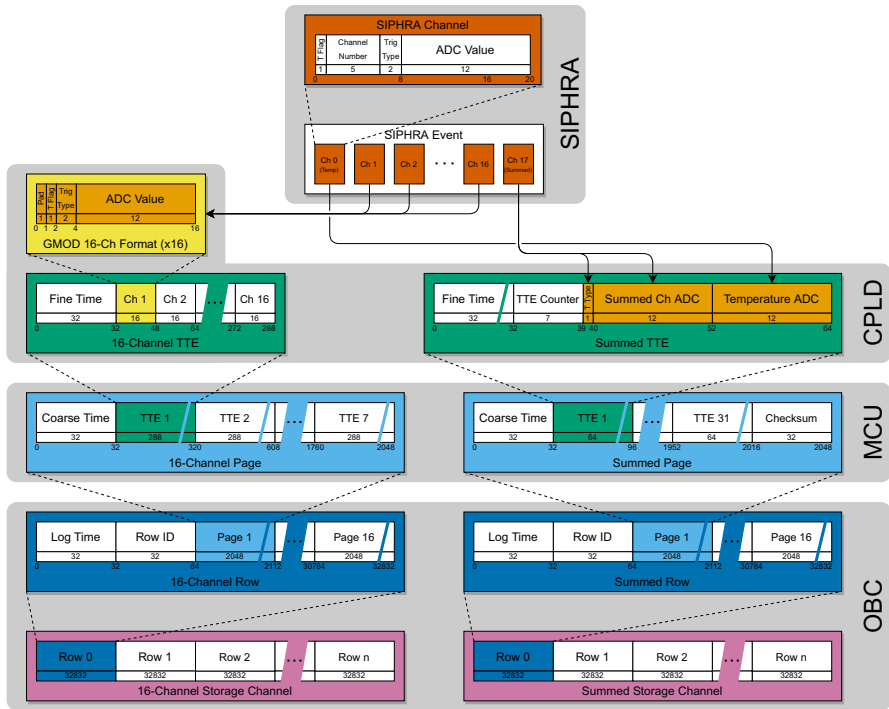 SIPHRA Channel
T Flag
Channel Number
Trig Type
ADC Value
1 5 2 12
0 8 16 20
SIPHRA
SIPHRA Event
Ch 0 (Temp)
Ch 1
Ch 2
...
Ch 16
Ch 17 (Summed)
Pad
T Flag
Trig Type
ADC Value
1 1 2 12
0 1 2 4 16
GMOD 16-Ch Format (x16)
CPLD
Fine Time Ch 1 Ch 2 ... Ch 16
32 16 16 16
0 32 48 64 272 288
16-Channel TTE
Fine Time TTE Counter T Type Summed Ch ADC Temperature ADC
32 7 1 12 12
0 32 39 40 52 64
Summed TTE
MCU
Coarse Time TTE 1 TTE 2 ... TTE 7
32 288 288 288
0 32 320 608 1760 2048
16-Channel Page
Coarse Time TTE 1 ... TTE 31 Checksum
32 64 64 32
0 32 96 1952 2016 2048
Summed Page
OBC
Log Time Row ID Page 1 ... Page 16
32 32 2048 2048
0 32 64 2112 30784 32832
16-Channel Row
Log Time Row ID Page 1 ... Page 16
32 32 2048 2048
0 32 64 2112 30784 32832
Summed Row
Row 0 Row 1 Row 2 ... Row n
32832 32832 32832 32832
16-Channel Storage Channel
Row 0 Row 1 Row 2 ... Row n
32832 32832 32832 32832
Summed Storage Channel